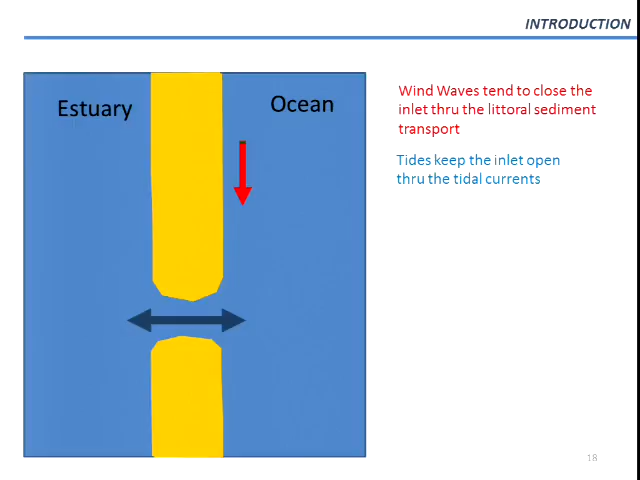 INTRODUCTION
Estuary
Ocean
Wind Waves tend to close the
inlet thru the littoral sediment
transport
Tides keep the inlet open
thru the tidal currents
18